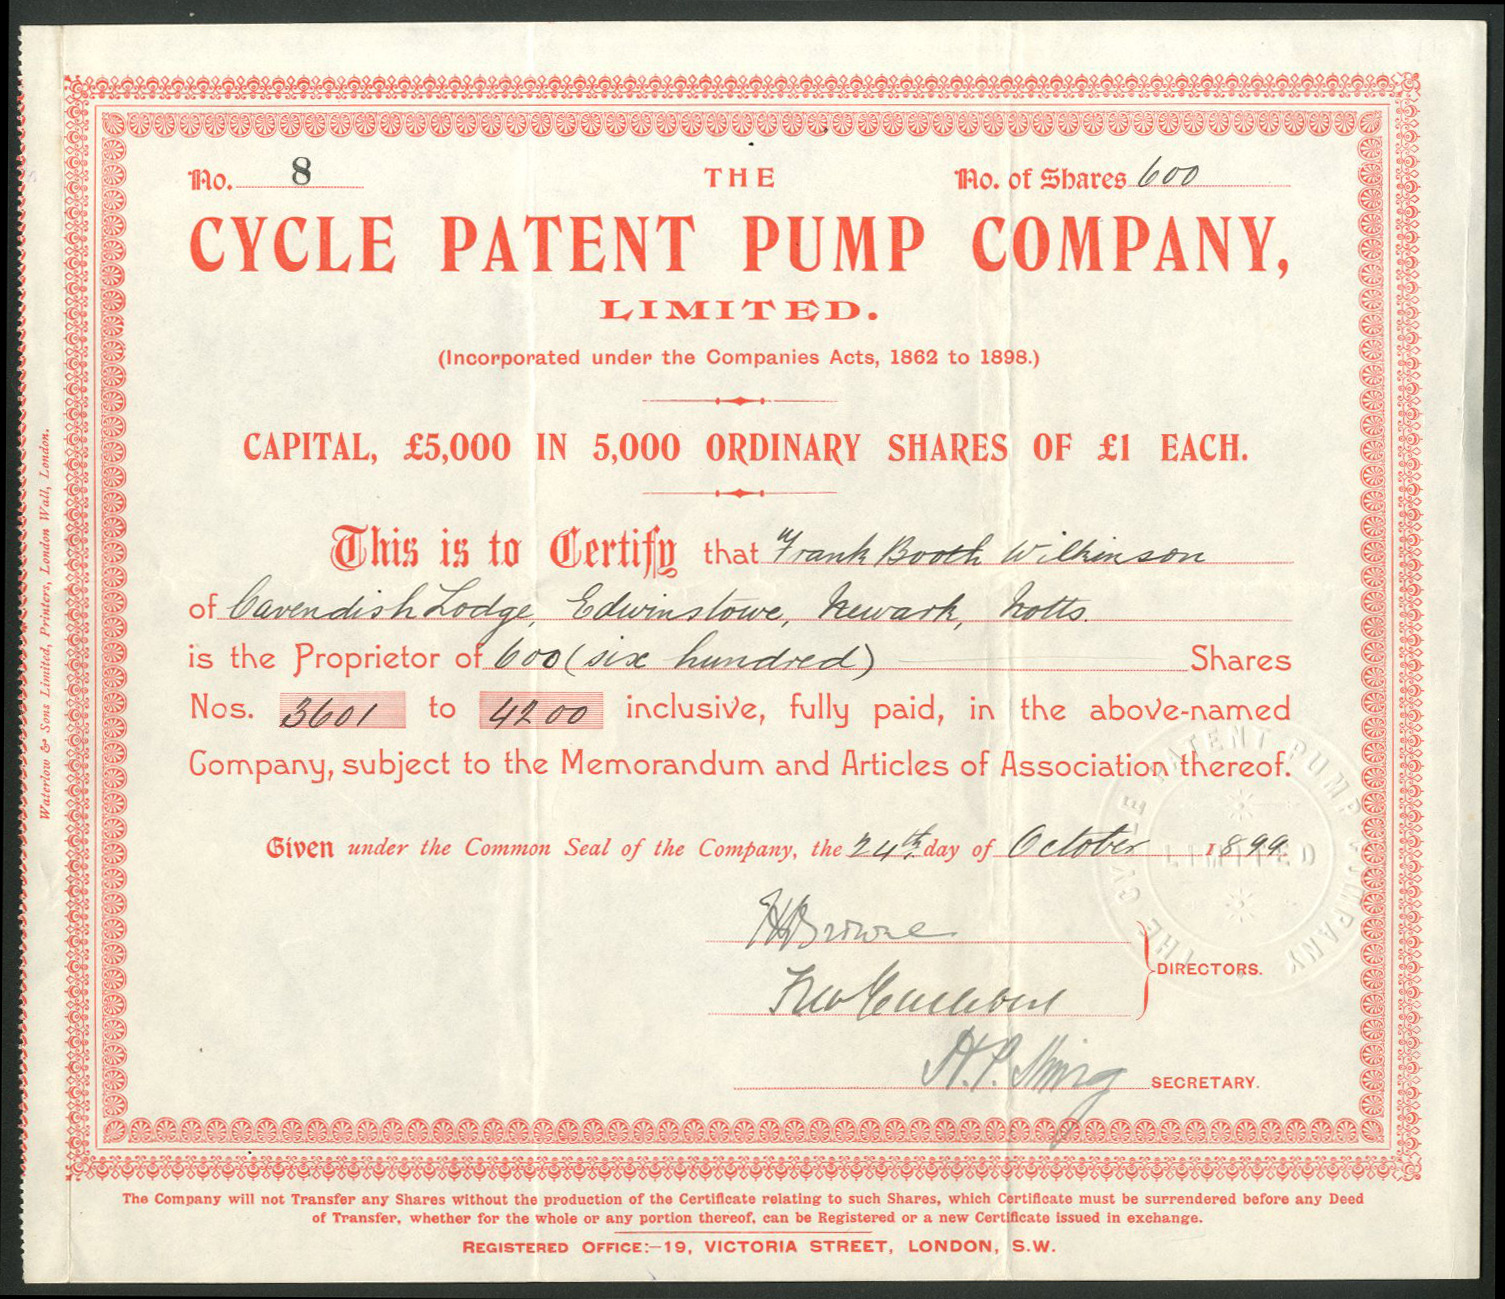 No. 8
THE
No. of Shares 600
CYCLE PATENT PUMP COMPANY,
LIMITED.
(Incorporated under the Companies Acts, 1862 to 1898.)
CAPITAL, £5,000 IN 5,000 ORDINARY SHARES OF £1 EACH.
This is to Certify that Frank Booth Wilkinson
of Cavendish Lodge, Edwinstowe, Newark, Notts.
is the Proprietor of 600 (six hundred) Shares
Nos. 3601 to 4200 inclusive, fully paid, in the above-named
Company, subject to the Memorandum and Articles of Association thereof.
Given under the Common Seal of the Company, the 24th day of October 1899
THE CYCLE PATENT PUMP COMPANY
LIMITED
H Browne
DIRECTORS.
H. P.
SECRETARY.
The Company will not Transfer any Shares without the production of the Certificate relating to such Shares, which Certificate must be surrendered before any Deed
of Transfer, whether for the whole or any portion thereof, can be Registered or a new Certificate issued in exchange.
REGISTERED OFFICE:—19, VICTORIA STREET, LONDON, S.W.
Waterlow & Sons Limited, Printers, London Wall, London.